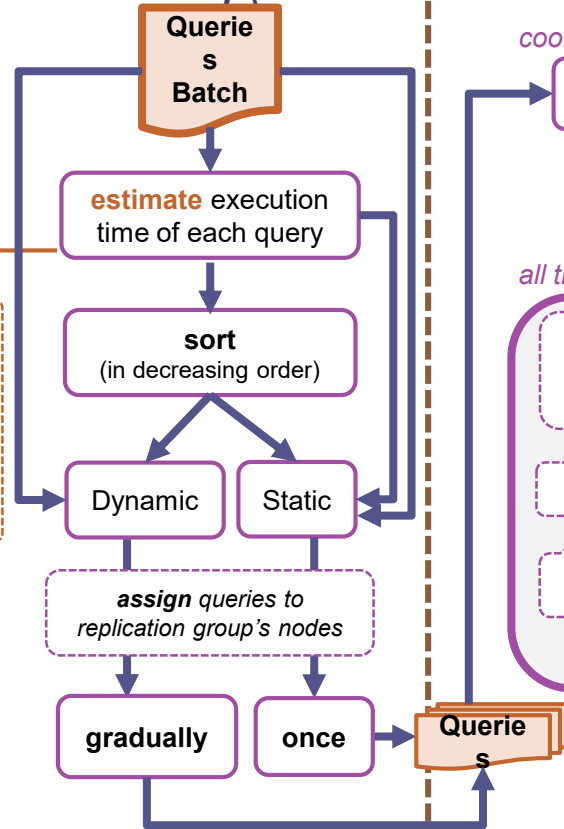 Querie
s
Batch
estimate execution
time of each query
sort
(in decreasing order)
Dynamic
Static
assign queries to
replication group's nodes
gradually
once
Querie
s